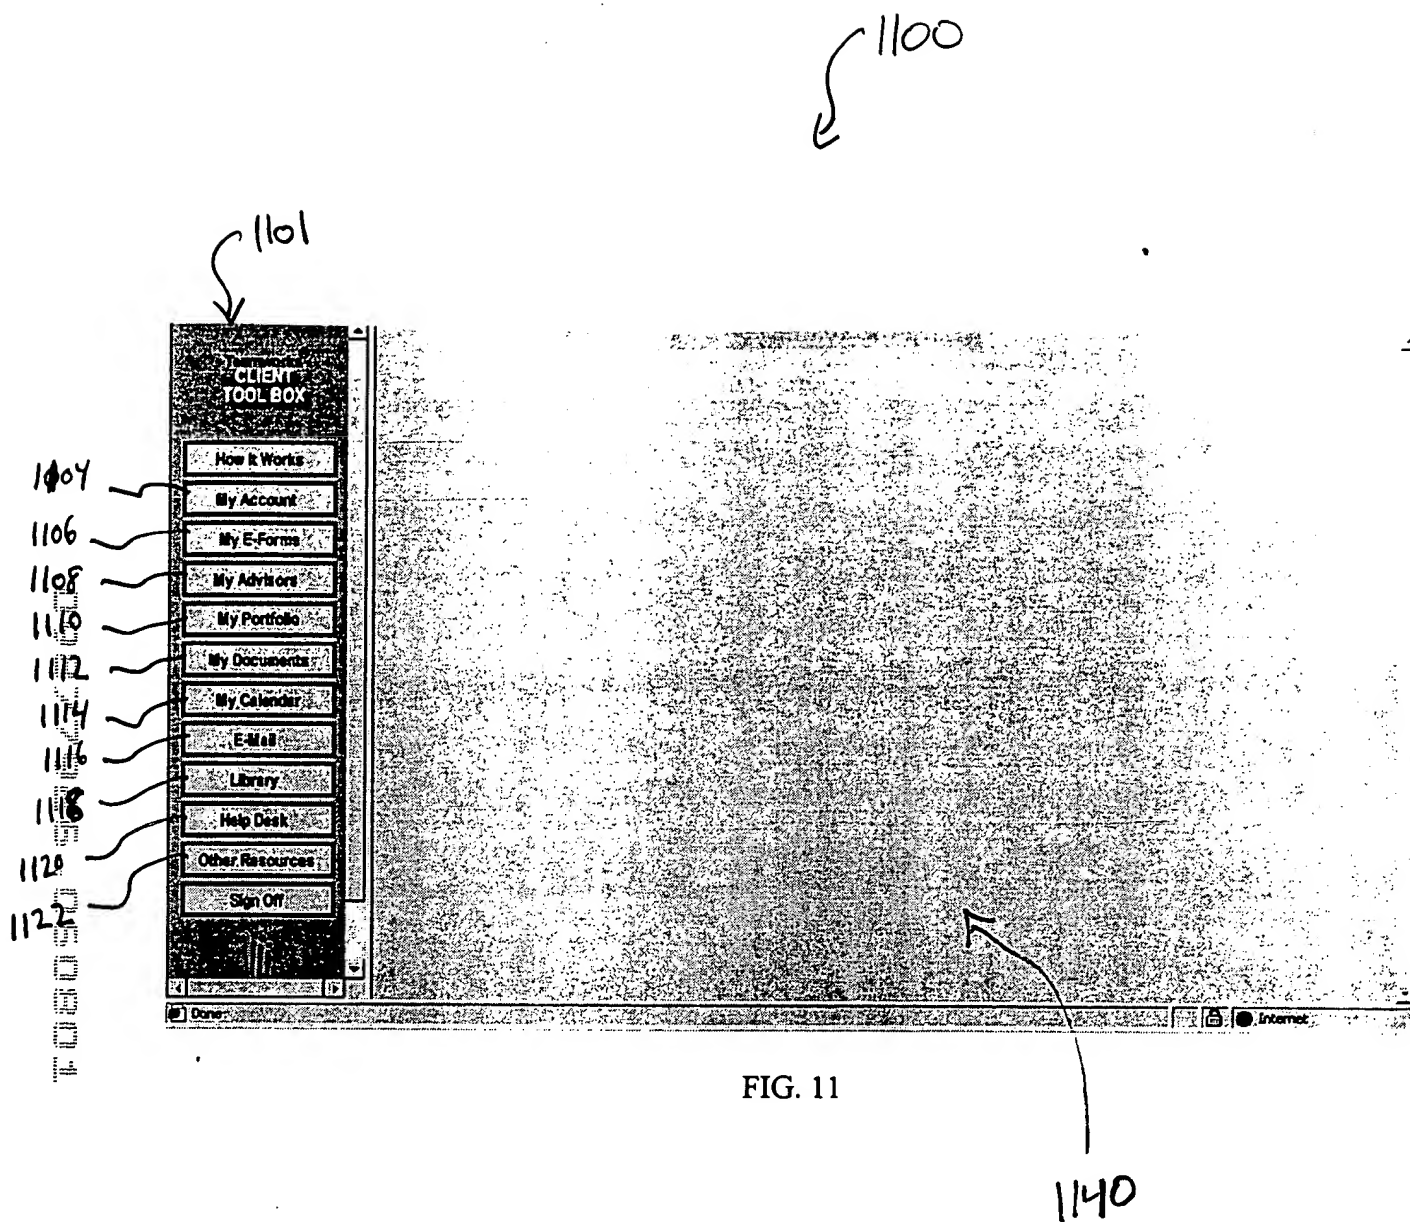 1100
1101
CLIENT
TOOL BOX
How It Works
1104
My Account
1106
My E-Forms
1108
My Advisors
1110
My Portfolio
1112
My Documents
1114
My Calendar
1116
E-Mail
1118
Library
1120
Help Desk
1122
Other Resources
Sign Off
Done
Internet
FIG. 11
1140